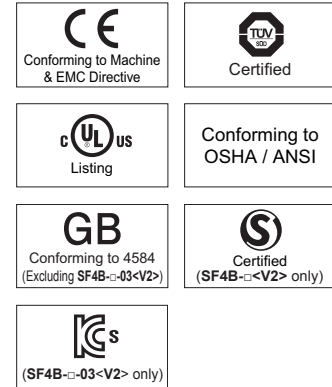 CE
Conforming to Machine
& EMC Directive
TÜV
SÜD
Certified
c UL ® US
Listing
Conforming to
OSHA / ANSI
GB
Conforming to 4584
(Excluding SF4B-□-03<V2>)
S
Certified
(SF4B-□<V2> only)
KCs
(SF4B-□-03<V2> only)